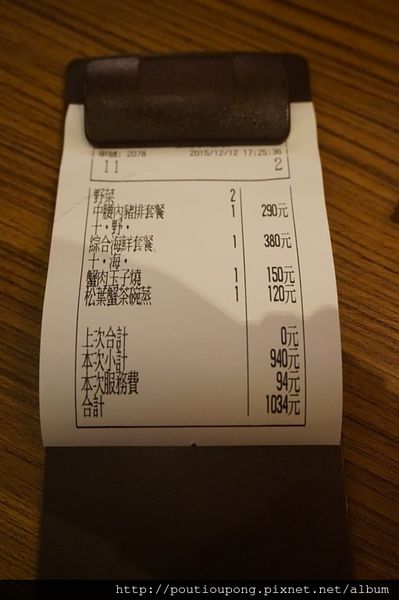 單號: 2078 2015/12/12 17:25:36
11 2
野菜 2
中腰內豬排套餐 1 290元
十·野·
綜合海鮮套餐 1 380元
十·海·
蟹肉玉子燒 1 150元
松葉蟹茶碗蒸 1 120元
上次合計 0元
本次小計 940元
本次服務費 94元
合計 1034元
http://poutioupong.pixnet.net/album